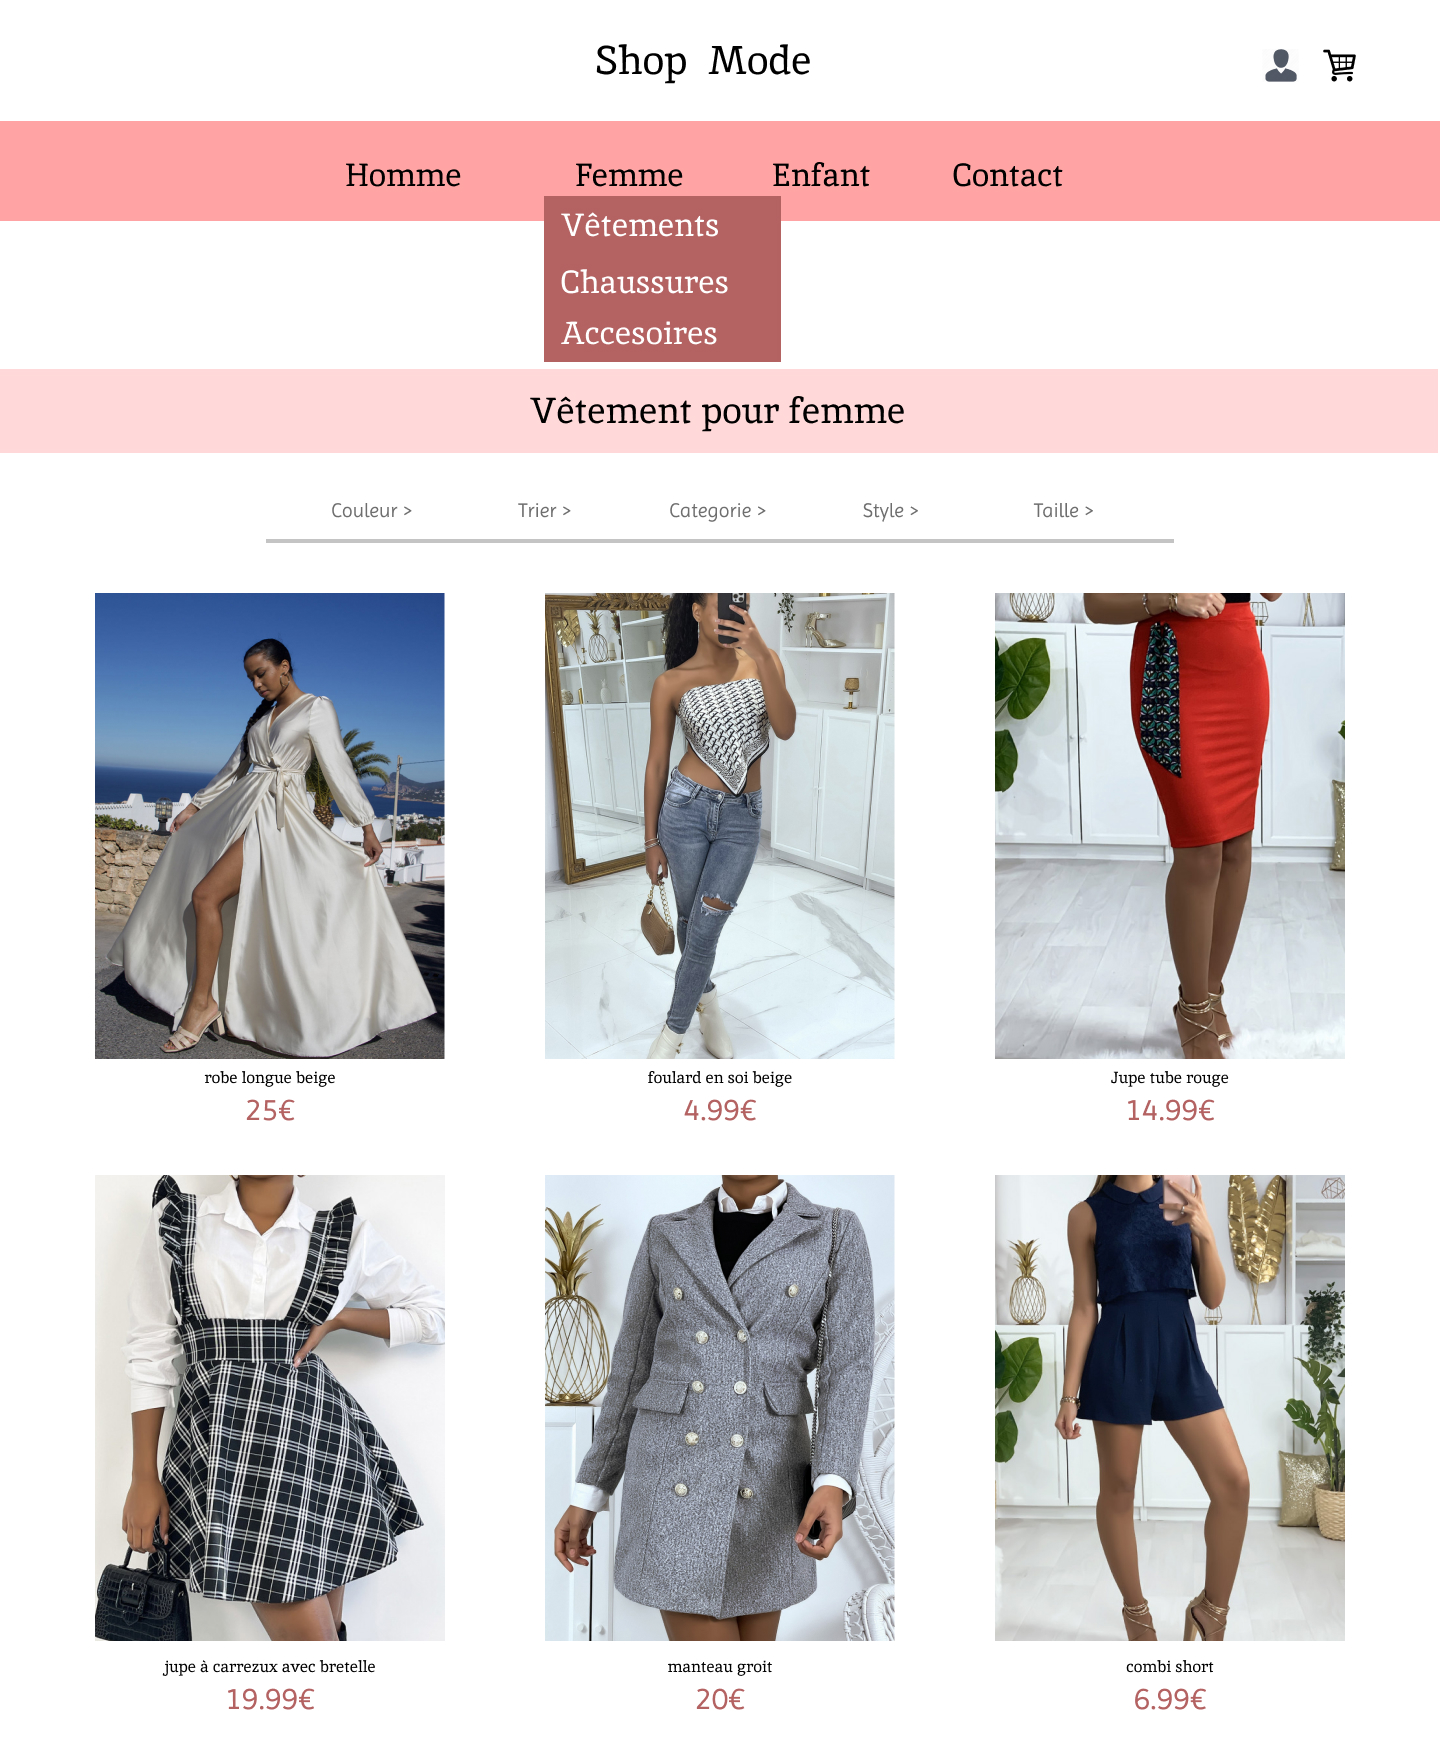 Shop Mode
Homme Femme Enfant Contact
Vêtements
Chaussures
Accesoires
Vêtement pour femme
Couleur > Trier > Categorie > Style > Taille >
robe longue beige foulard en soi beige Jupe tube rouge
25€ 4.99€ 14.99€
jupe à carrezux avec bretelle manteau groit combi short
19.99€ 20€ 6.99€